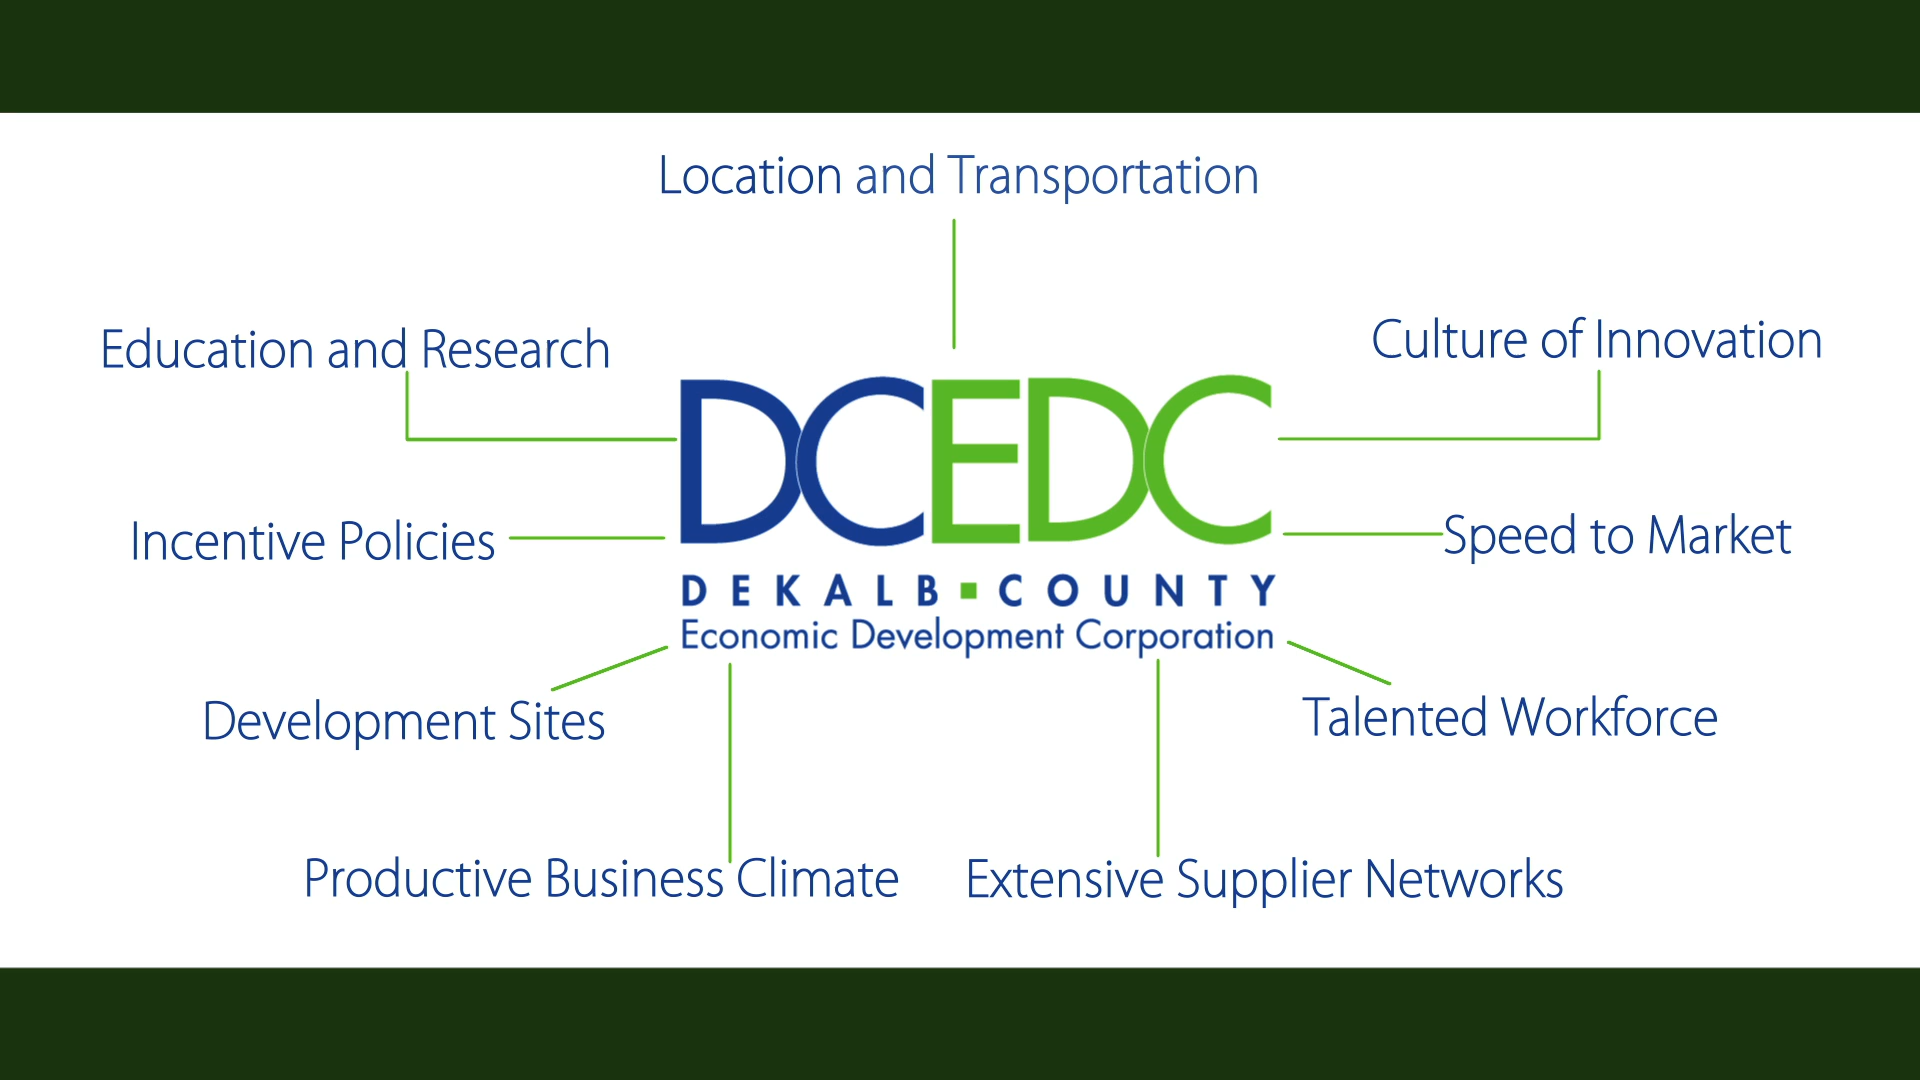 Location and Transportation
Education and Research
Culture of Innovation
DCEDC
Incentive Policies
Speed to Market
DEKALB▪COUNTY
Economic Development Corporation
Development Sites
Talented Workforce
Productive Business Climate
Extensive Supplier Networks